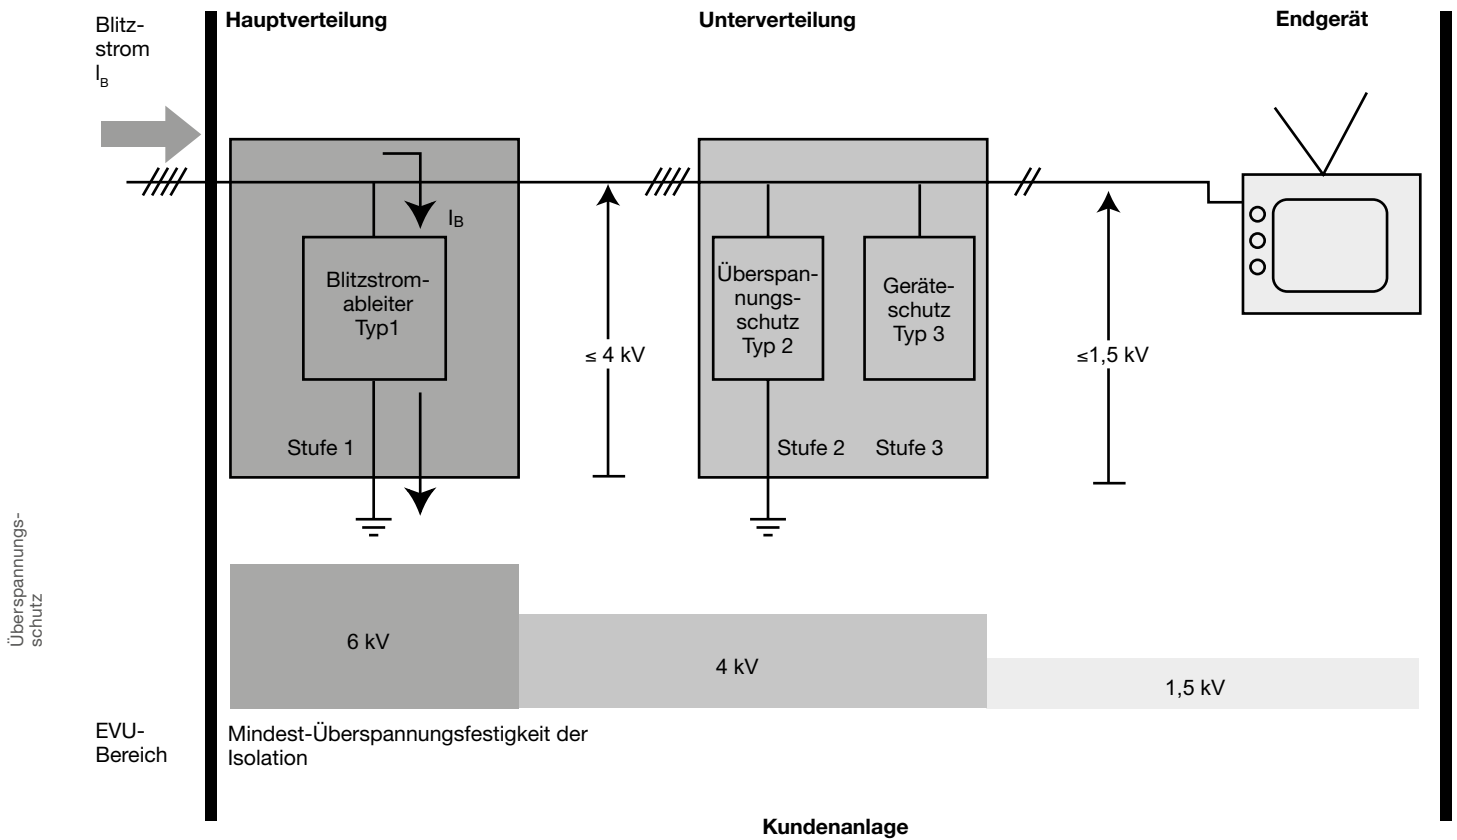 Blitz-
strom
I_B
Hauptverteilung
Unterverteilung
Endgerät
I_B
Blitzstrom-
ableiter
Typ1
Stufe 1
≤ 4 kV
Überspan-
nungs-
schutz
Typ 2
Geräte-
schutz
Typ 3
Stufe 2
Stufe 3
≤1,5 kV
Überspannungs-
schutz
6 kV
4 kV
1,5 kV
EVU-
Bereich
Mindest-Überspannungsfestigkeit der
Isolation
Kundenanlage